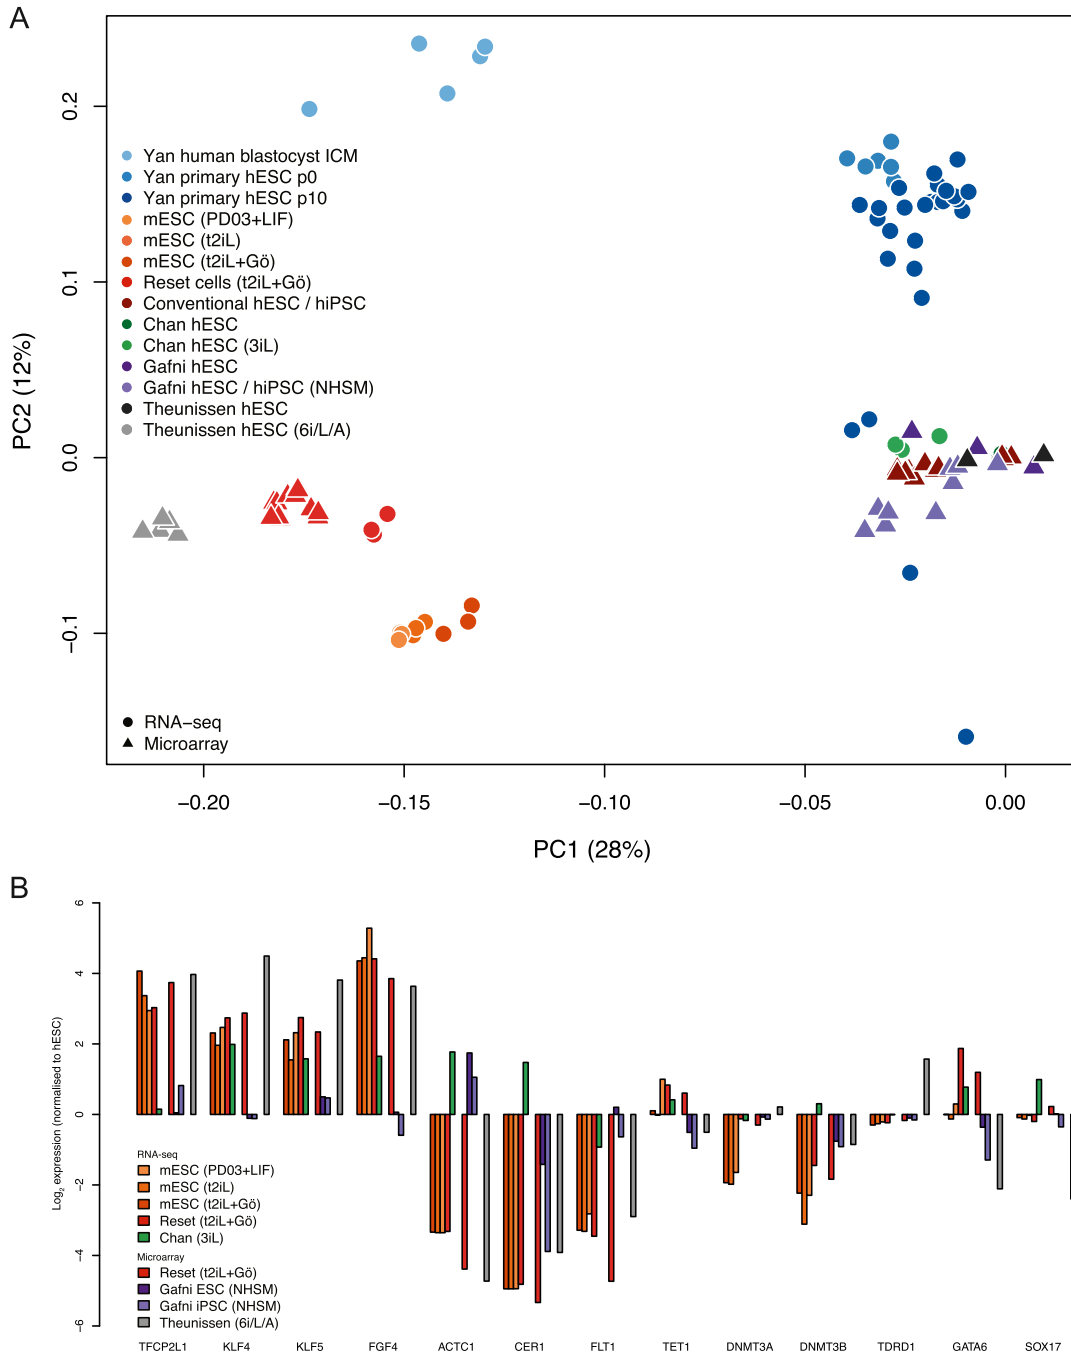 A
0.2
0.1
0.0
−0.1
PC2 (12%)
Yan human blastocyst ICM
Yan primary hESC p0
Yan primary hESC p10
mESC (PD03+LIF)
mESC (t2iL)
mESC (t2iL+Gö)
Reset cells (t2iL+Gö)
Conventional hESC / hiPSC
Chan hESC
Chan hESC (3iL)
Gafni hESC
Gafni hESC / hiPSC (NHSM)
Theunissen hESC
Theunissen hESC (6i/L/A)
RNA−seq
Microarray
−0.20 −0.15 −0.10 −0.05 0.00
PC1 (28%)
B
6
4
2
0
−2
−4
−6
Log2 expression (normalised to hESC)
RNA-seq
mESC (PD03+LIF)
mESC (t2iL)
mESC (t2iL+Gö)
Reset (t2iL+Gö)
Chan (3iL)
Microarray
Reset (t2iL+Gö)
Gafni ESC (NHSM)
Gafni iPSC (NHSM)
Theunissen (6i/L/A)
TFCP2L1 KLF4 KLF5 FGF4 ACTC1 CER1 FLT1 TET1 DNMT3A DNMT3B TDRD1 GATA6 SOX17